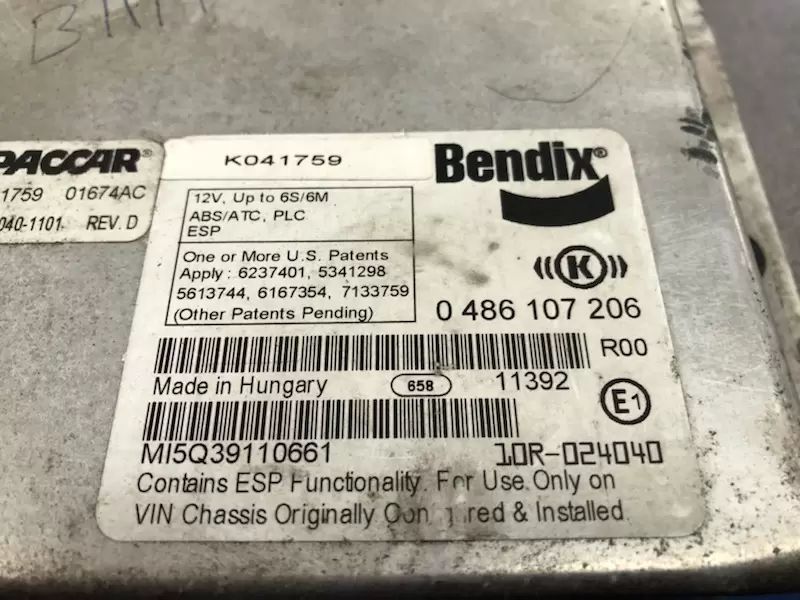 PACCAR®
1759 01674AC
040-1101 REV. D
K041759
Bendix®
12V, Up to 6S/6M
ABS/ATC, PLC
ESP
One or More U.S. Patents
Apply : 6237401, 5341298
5613744, 6167354, 7133759
(Other Patents Pending)
K
0 486 107 206
R00
Made in Hungary 658 11392
E1
MI5Q39110661 10R-024040
Contains ESP Functionality. For Use Only on
VIN Chassis Originally & Installed